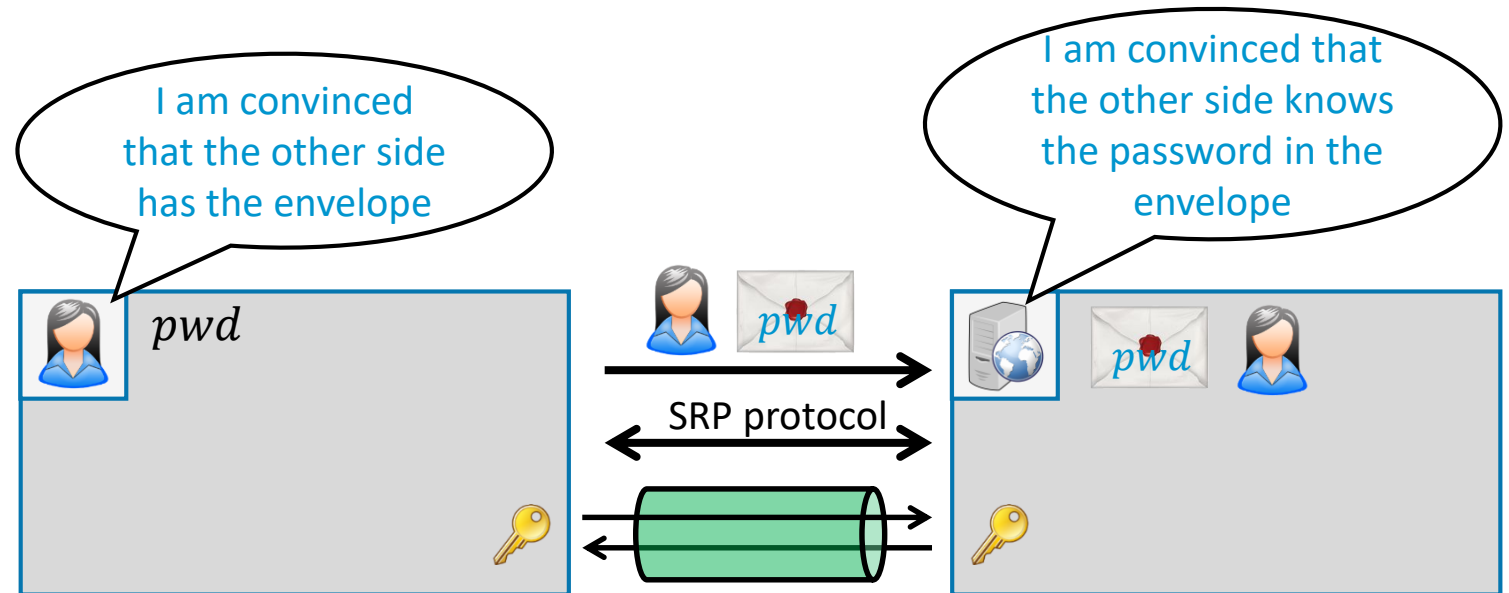 I am convinced
that the other side
has the envelope
I am convinced that
the other side knows
the password in the
envelope
pwd
pwd
pwd
SRP protocol